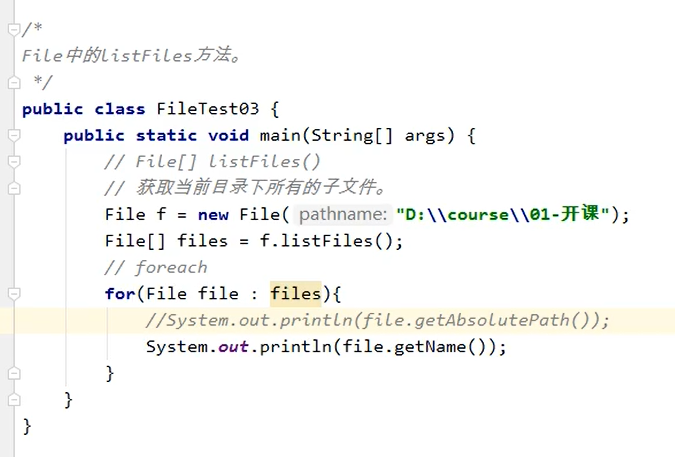 /*
File中的listFiles方法。
*/
public class FileTest03 {
public static void main(String[] args) {
// File[] listFiles()
// 获取当前目录下所有的子文件。
File f = new File( pathname: "D:\\course\\01-开课");
File[] files = f.listFiles();
// foreach
for(File file : files){
//System.out.println(file.getAbsolutePath());
System.out.println(file.getName());
}
}
}